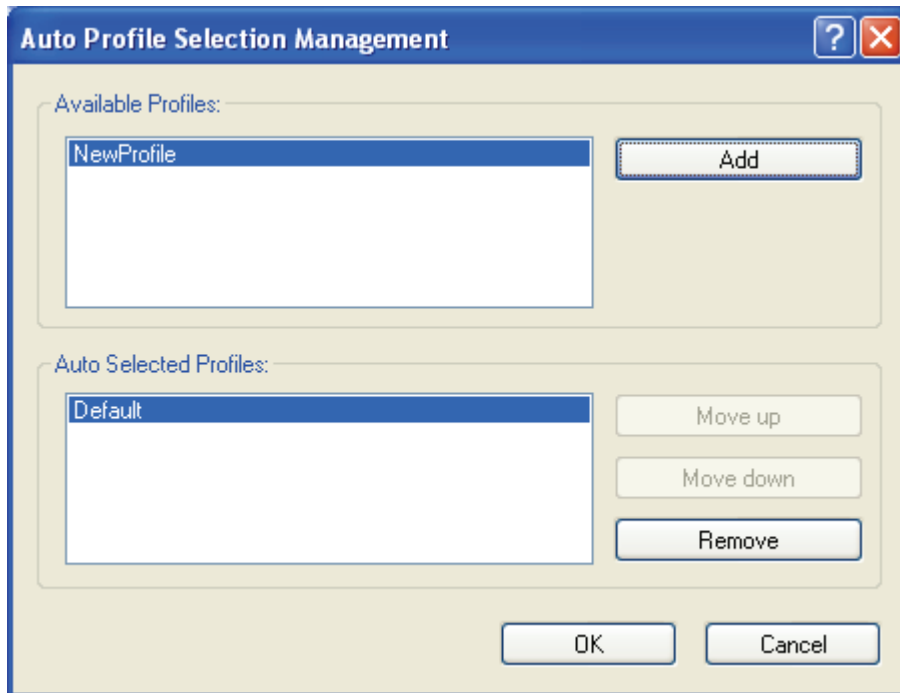 Auto Profile Selection Management
?
Available Profiles:
NewProfile
Add
Auto Selected Profiles:
Default
Move up
Move down
Remove
OK
Cancel